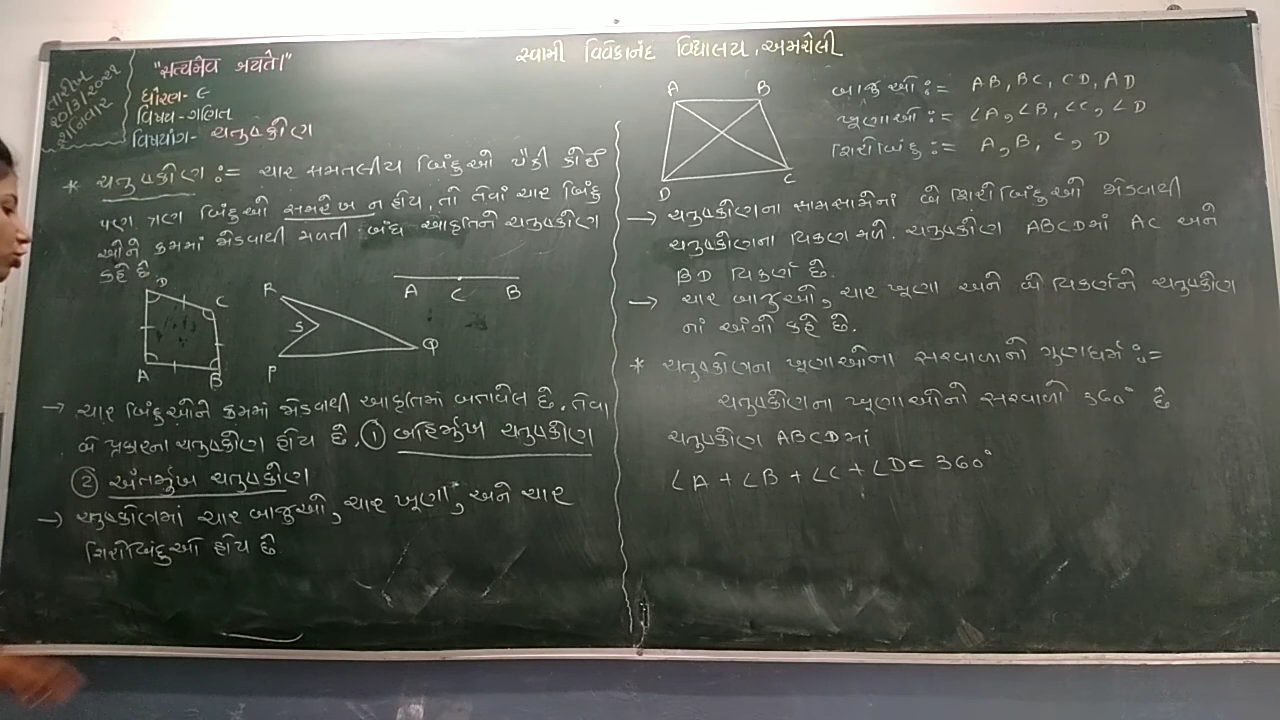 સ્વામી વિવેકાનંદ વિદ્યાલય, અમરેલી
તારીખ
૨૦/૩/૨૦૨૧
શનિવાર
"સત્યમેવ જયતે।"
ધોરણ- ૯
વિષય- ગણિત
વિષયાંગ- ચતુષ્કોણ
* ચતુષ્કોણ := ચાર સમતલીય બિંદુઓ પૈકી કોઈ
પણ ત્રણ બિંદુઓ સમરેખ ન હોય, તો તેવાં ચાર બિંદુ
ઓને ક્રમમાં જોડવાથી મળતી બંધ આકૃતિને ચતુષ્કોણ
કહે છે.
D
C
A
B
R
S
P
Q
A C B
→ ચાર બિંદુઓને ક્રમમાં જોડવાથી આકૃતિમાં બતાવેલ છે. તેવા
બે પ્રકારના ચતુષ્કોણ હોય છે. ① બહિર્મુખ ચતુષ્કોણ
② અંતર્મુખ ચતુષ્કોણ
→ ચતુષ્કોણમાં ચાર બાજુઓ, ચાર ખૂણા, અને ચાર
શિરોબિંદુઓ હોય છે.
A B
D C
બાજુઓ := AB, BC, CD, AD
ખૂણાઓ := ∠A, ∠B, ∠C, ∠D
શિરોબિંદુ := A, B, C, D
→ ચતુષ્કોણના સામસામેનાં બે શિરોબિંદુઓ જોડવાથી
ચતુષ્કોણના વિકર્ણ મળે. ચતુષ્કોણ ABCDમાં AC અને
BD વિકર્ણ છે.
→ ચાર બાજુઓ, ચાર ખૂણા અને બે વિકર્ણને ચતુષ્કોણ
નાં અંગો કહે છે.
* ચતુષ્કોણના ખૂણાઓના સરવાળાનો ગુણધર્મ :=
ચતુષ્કોણના ખૂણાઓનો સરવાળો 360° છે
ચતુષ્કોણ ABCDમાં
∠A + ∠B + ∠C + ∠D = 360°